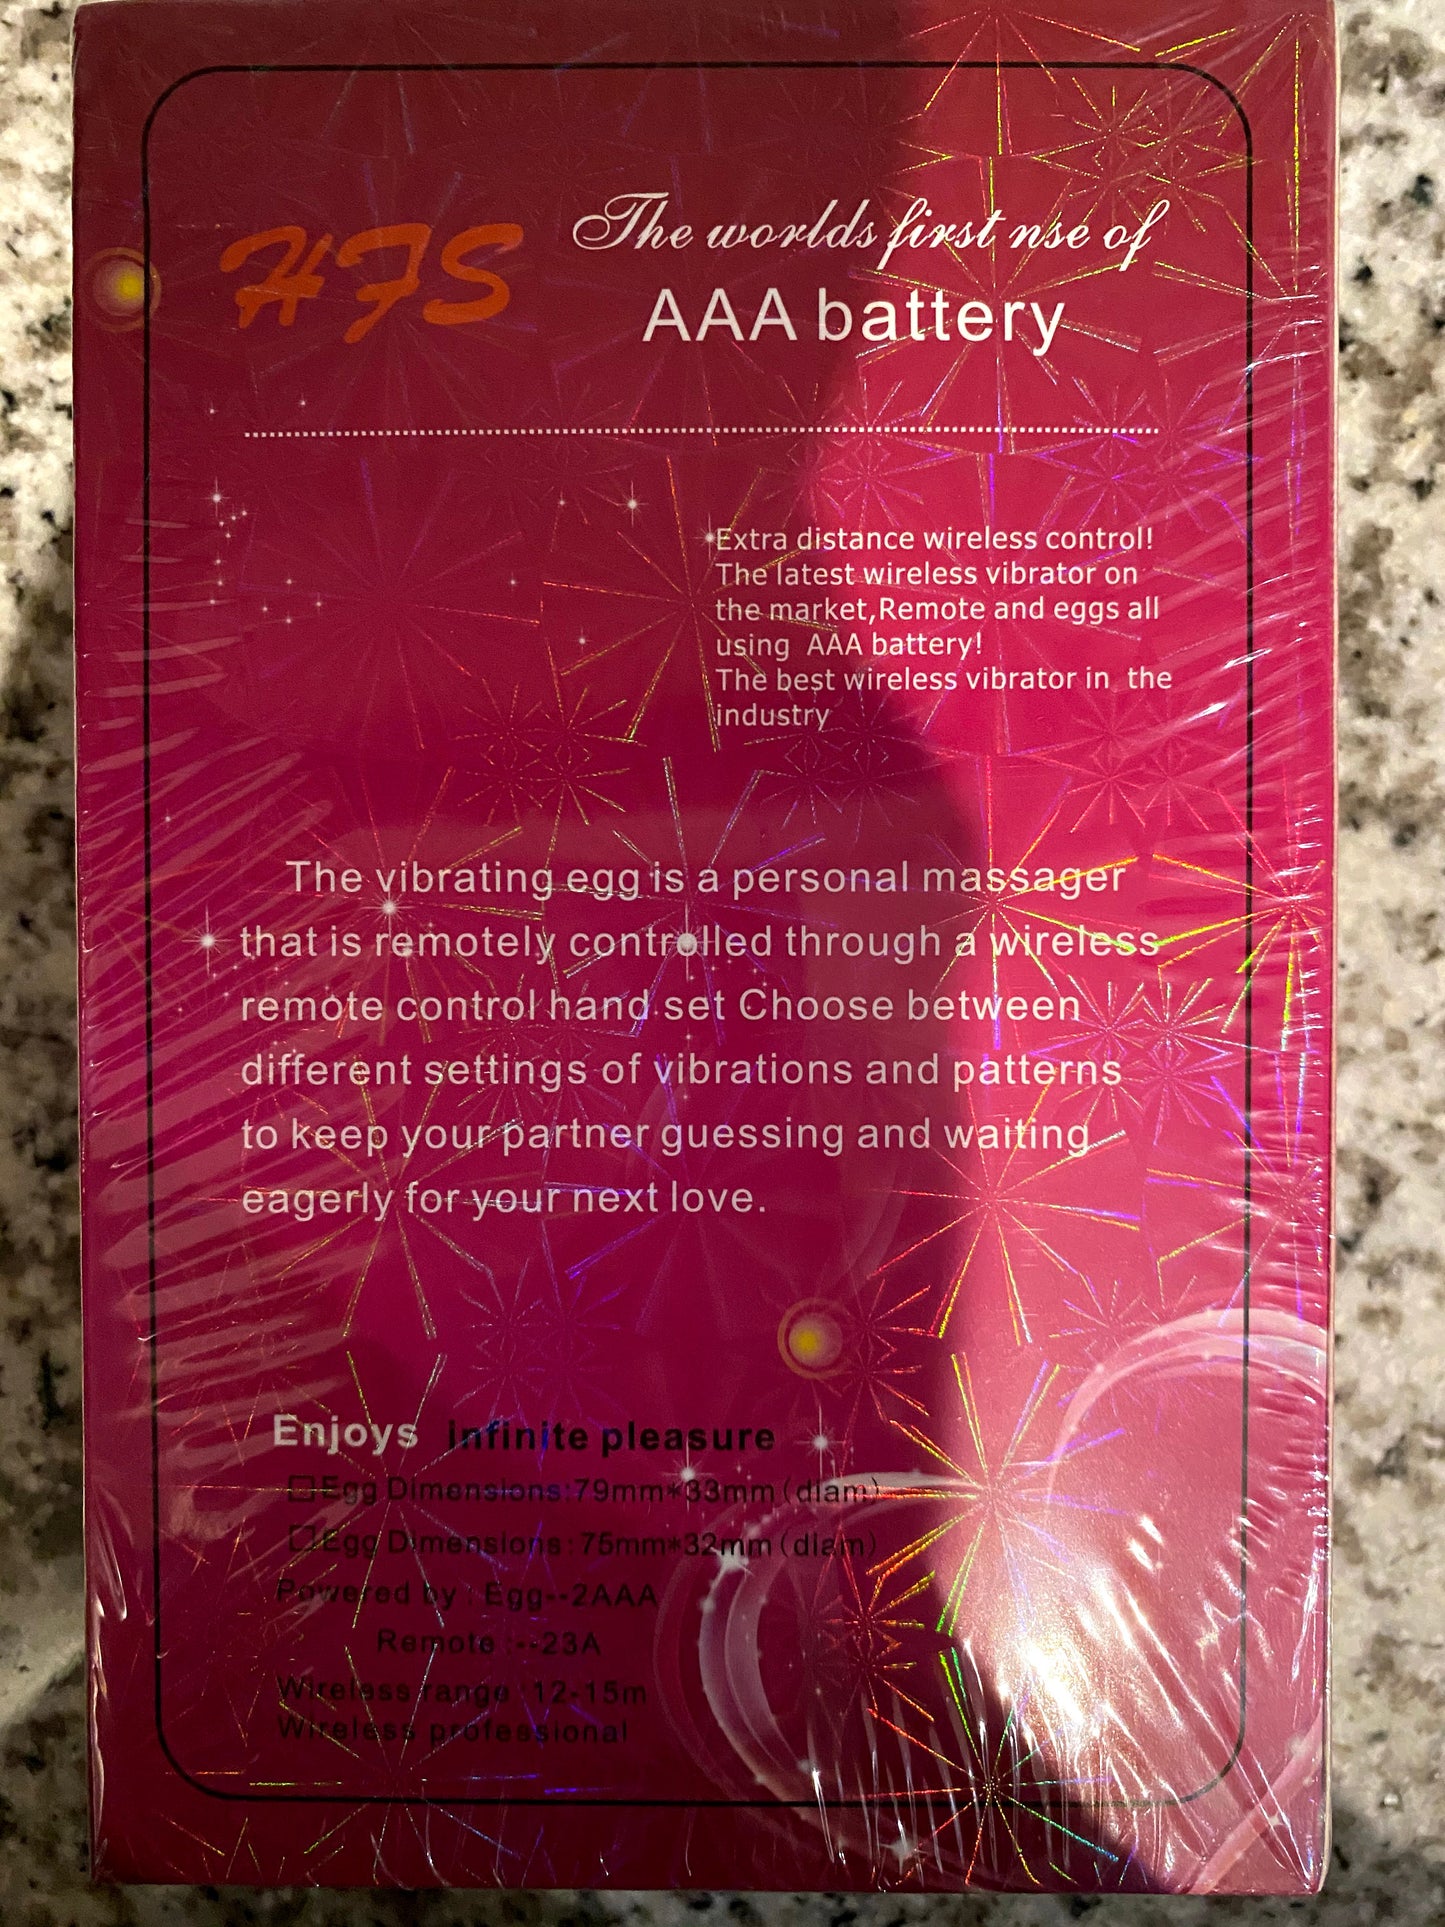 HFS
The worlds first nse of
AAA battery
Extra distance wireless control!
The latest wireless vibrator on
the market,Remote and eggs all
using AAA battery!
The best wireless vibrator in the
industry
The vibrating egg is a personal massager
that is remotely controlled through a wireless
remote control hand set Choose between
different settings of vibrations and patterns
to keep your partner guessing and waiting
eagerly for your next love.
Enjoys infinite pleasure
□Egg Dimensions:79mm*33mm(diam)
□Egg Dimensions:75mm*32mm(diam)
Powered by : Egg--2AAA
Remote :--23A
Wireless range :12-15m
Wireless professional